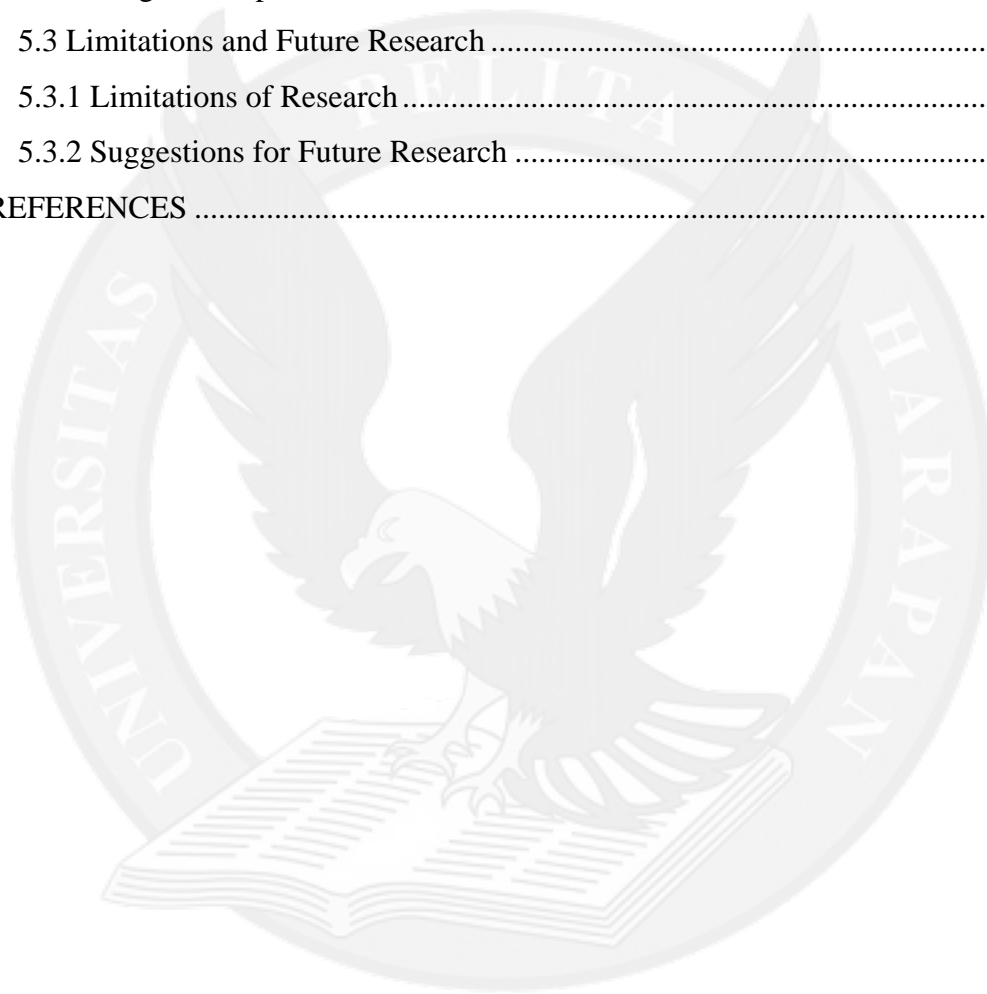 5.3 Limitations and Future Research ........................................................................
5.3.1 Limitations of Research ....................................................................................
5.3.2 Suggestions for Future Research ....................................................................
REFERENCES ........................................................................................................
UNIVERSITAS PELITA HARAPAN